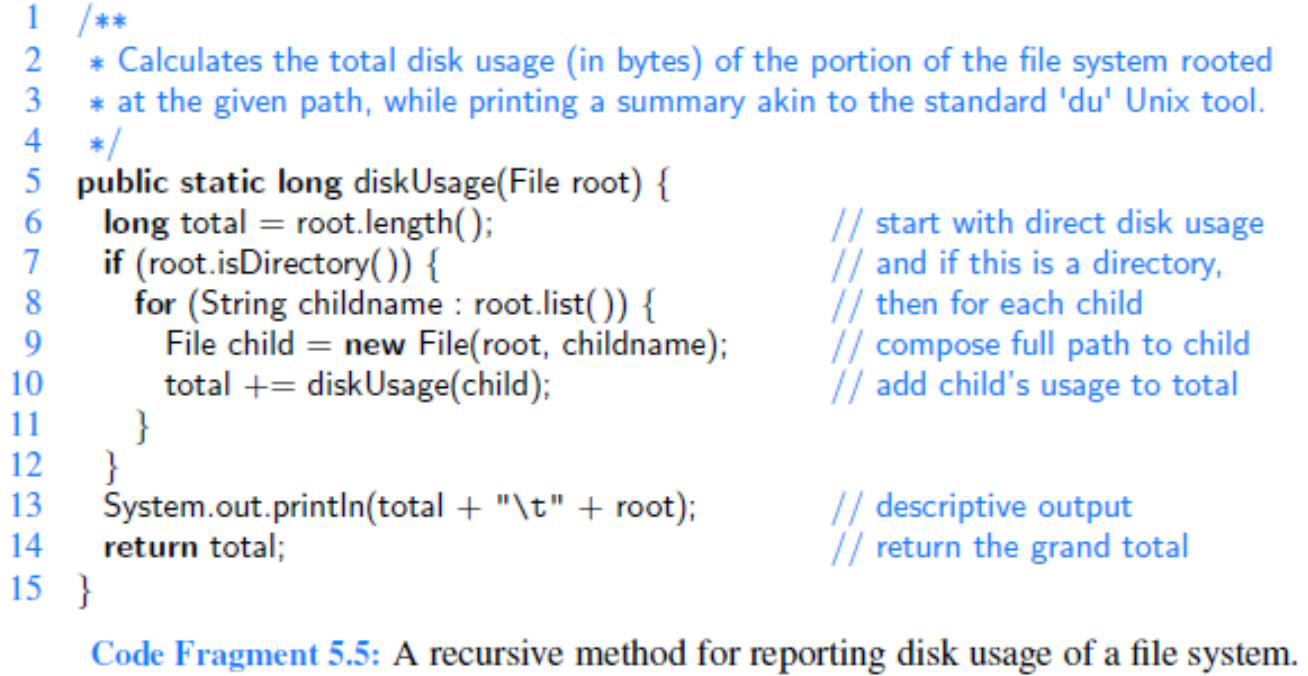 1 /**
2 * Calculates the total disk usage (in bytes) of the portion of the file system rooted
3 * at the given path, while printing a summary akin to the standard 'du' Unix tool.
4 */
5 public static long diskUsage(File root) {
6 long total = root.length(); // start with direct disk usage
7 if (root.isDirectory()) { // and if this is a directory,
8 for (String childname : root.list()) { // then for each child
9 File child = new File(root, childname); // compose full path to child
10 total += diskUsage(child); // add child's usage to total
11 }
12 }
13 System.out.println(total + "\t" + root); // descriptive output
14 return total; // return the grand total
15 }
Code Fragment 5.5: A recursive method for reporting disk usage of a file system.